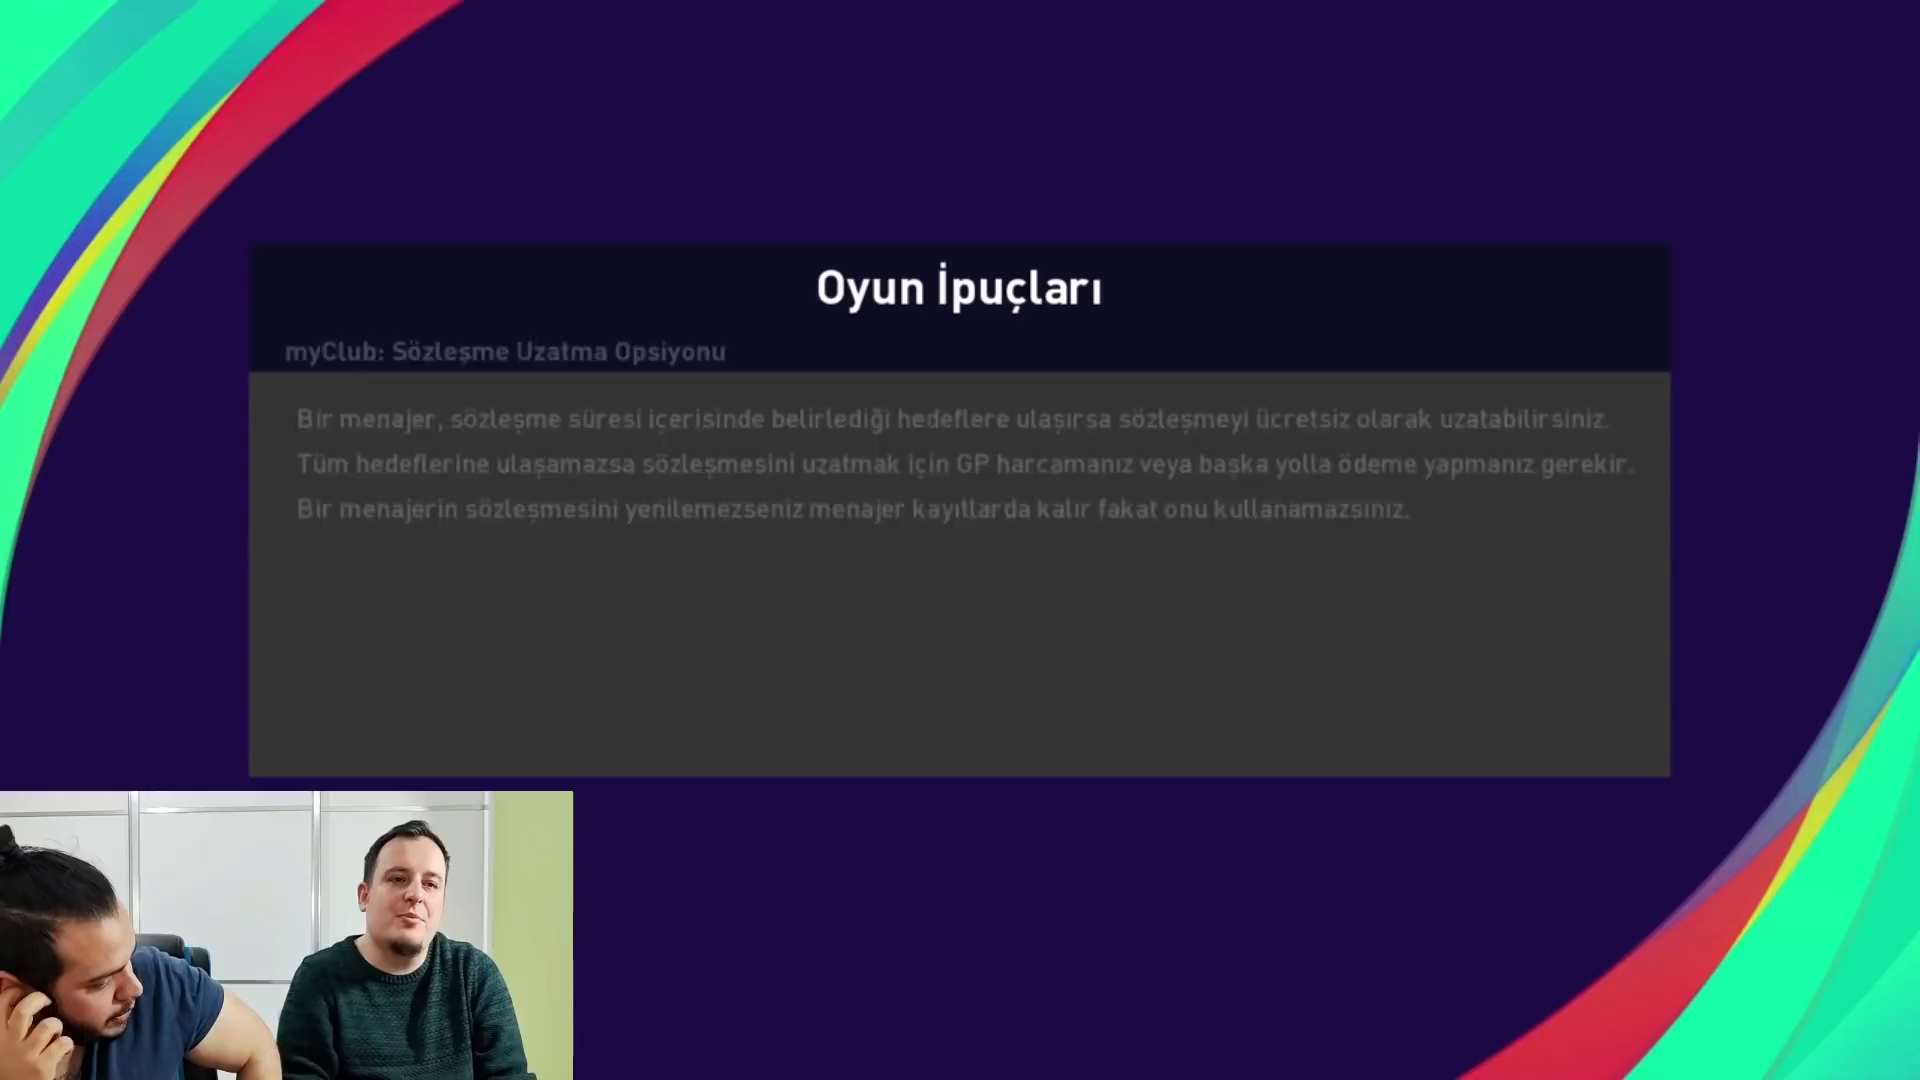 Oyun İpuçları
myClub: Sözleşme Uzatma Opsiyonu
Bir menajer, sözleşme süresi içerisinde belirlediği hedeflere ulaşırsa sözleşmeyi ücretsiz olarak uzatabilirsiniz.
Tüm hedeflerine ulaşamazsa sözleşmesini uzatmak için GP harcamanız veya başka yolla ödeme yapmanız gerekir.
Bir menajerin sözleşmesini yenilemezseniz menajer kayıtlarda kalır fakat onu kullanamazsınız.